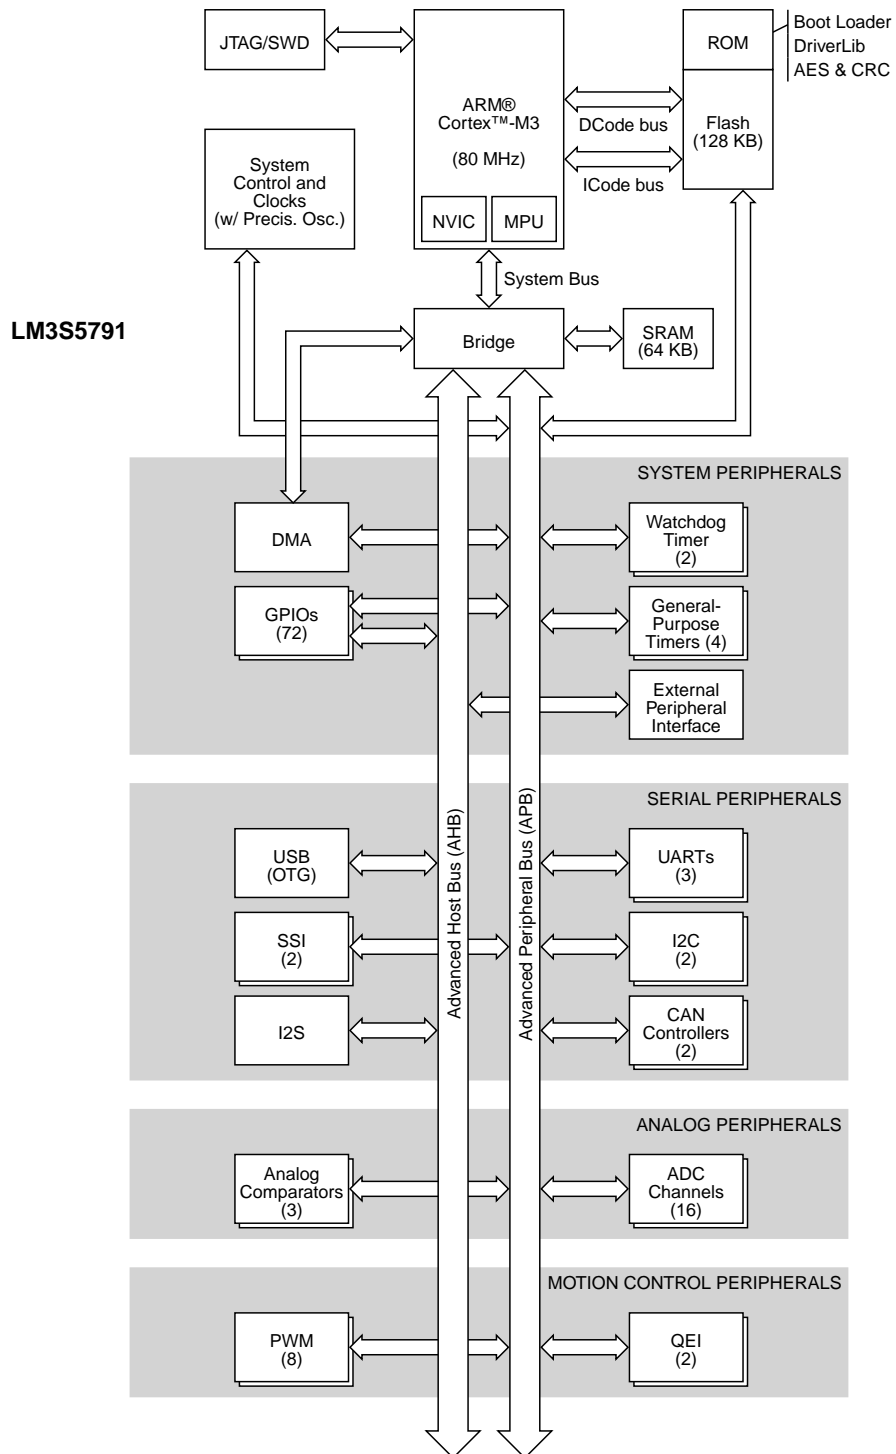 JTAG/SWD
ARM®
Cortex™-M3
(80 MHz)
NVIC
MPU
ROM
Boot Loader
DriverLib
AES & CRC
DCode bus
Flash
(128 KB)
ICode bus
System
Control and
Clocks
(w/ Precis. Osc.)
System Bus
LM3S5791
Bridge
SRAM
(64 KB)
SYSTEM PERIPHERALS
DMA
Watchdog
Timer
(2)
GPIOs
(72)
General-
Purpose
Timers (4)
External
Peripheral
Interface
Advanced Host Bus (AHB)
Advanced Peripheral Bus (APB)
SERIAL PERIPHERALS
USB
(OTG)
UARTs
(3)
SSI
(2)
I2C
(2)
I2S
CAN
Controllers
(2)
ANALOG PERIPHERALS
Analog
Comparators
(3)
ADC
Channels
(16)
MOTION CONTROL PERIPHERALS
PWM
(8)
QEI
(2)